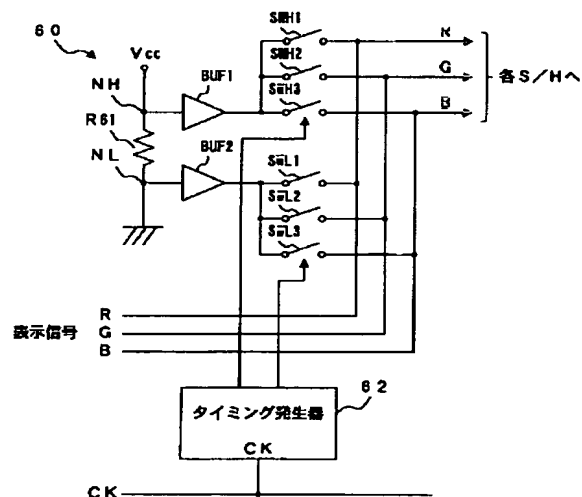 60
Vcc
NH
R61
NL
BUF1
BUF2
SWH1
SWH2
SWH3
SWL1
SWL2
SWL3
R
G
B
各S/Hへ
表示信号
R
G
B
タイミング発生器
CK
62
CK